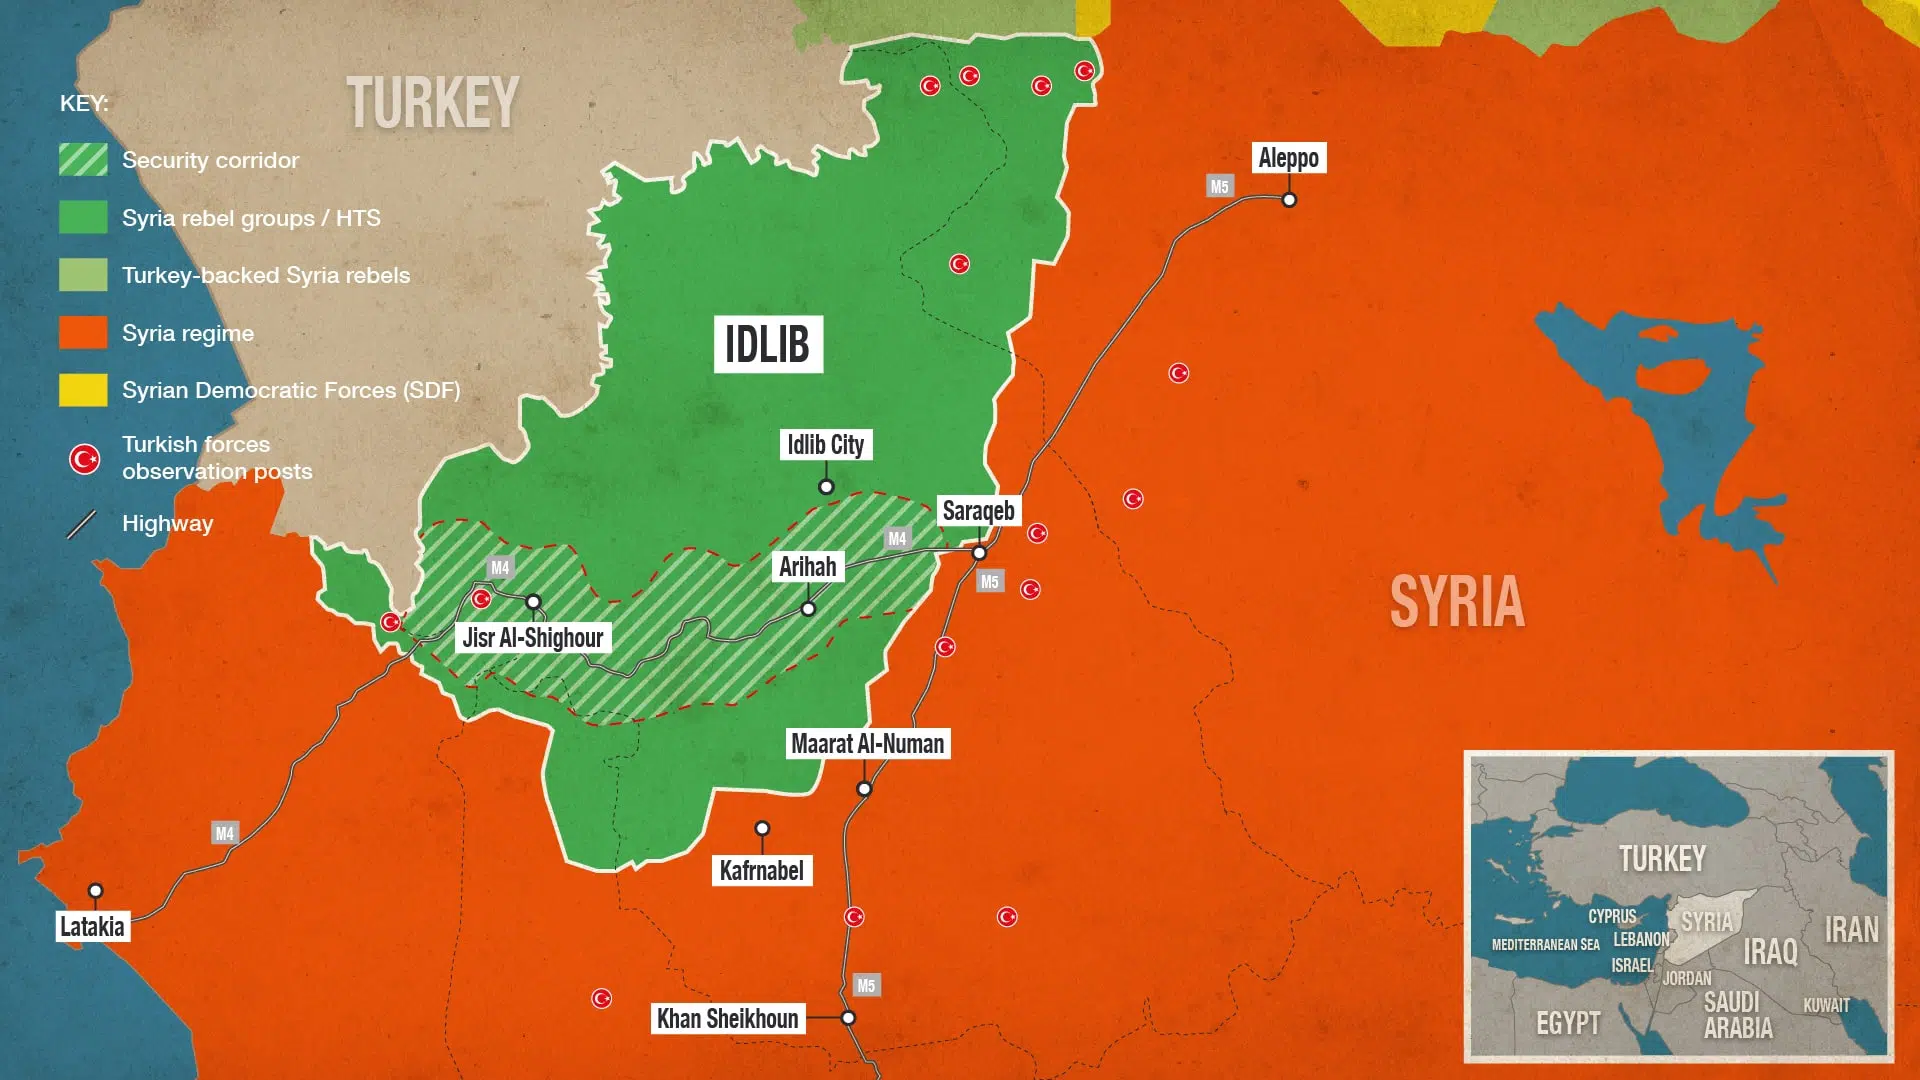 KEY:
Security corridor
Syria rebel groups / HTS
Turkey-backed Syria rebels
Syria regime
Syrian Democratic Forces (SDF)
Turkish forces
observation posts
Highway
TURKEY
Aleppo
M5
IDLIB
Idlib City
Saraqeb
M4
M5
Arihah
M4
Jisr Al-Shighour
SYRIA
Maarat Al-Numan
Kafrnabel
M4
Latakia
M5
Khan Sheikhoun
TURKEY
CYPRUS
SYRIA
LEBANON
MEDITERRANEAN SEA
IRAQ
IRAN
ISRAEL
JORDAN
SAUDI
ARABIA
KUWAIT
EGYPT